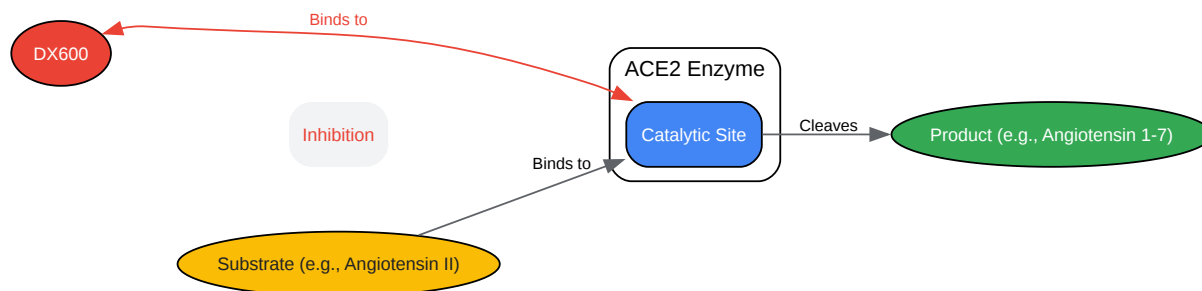 Binds to
DX600
ACE2 Enzyme
Inhibition
Catalytic Site
Cleaves
Product (e.g., Angiotensin 1-7)
Binds to
Substrate (e.g., Angiotensin II)